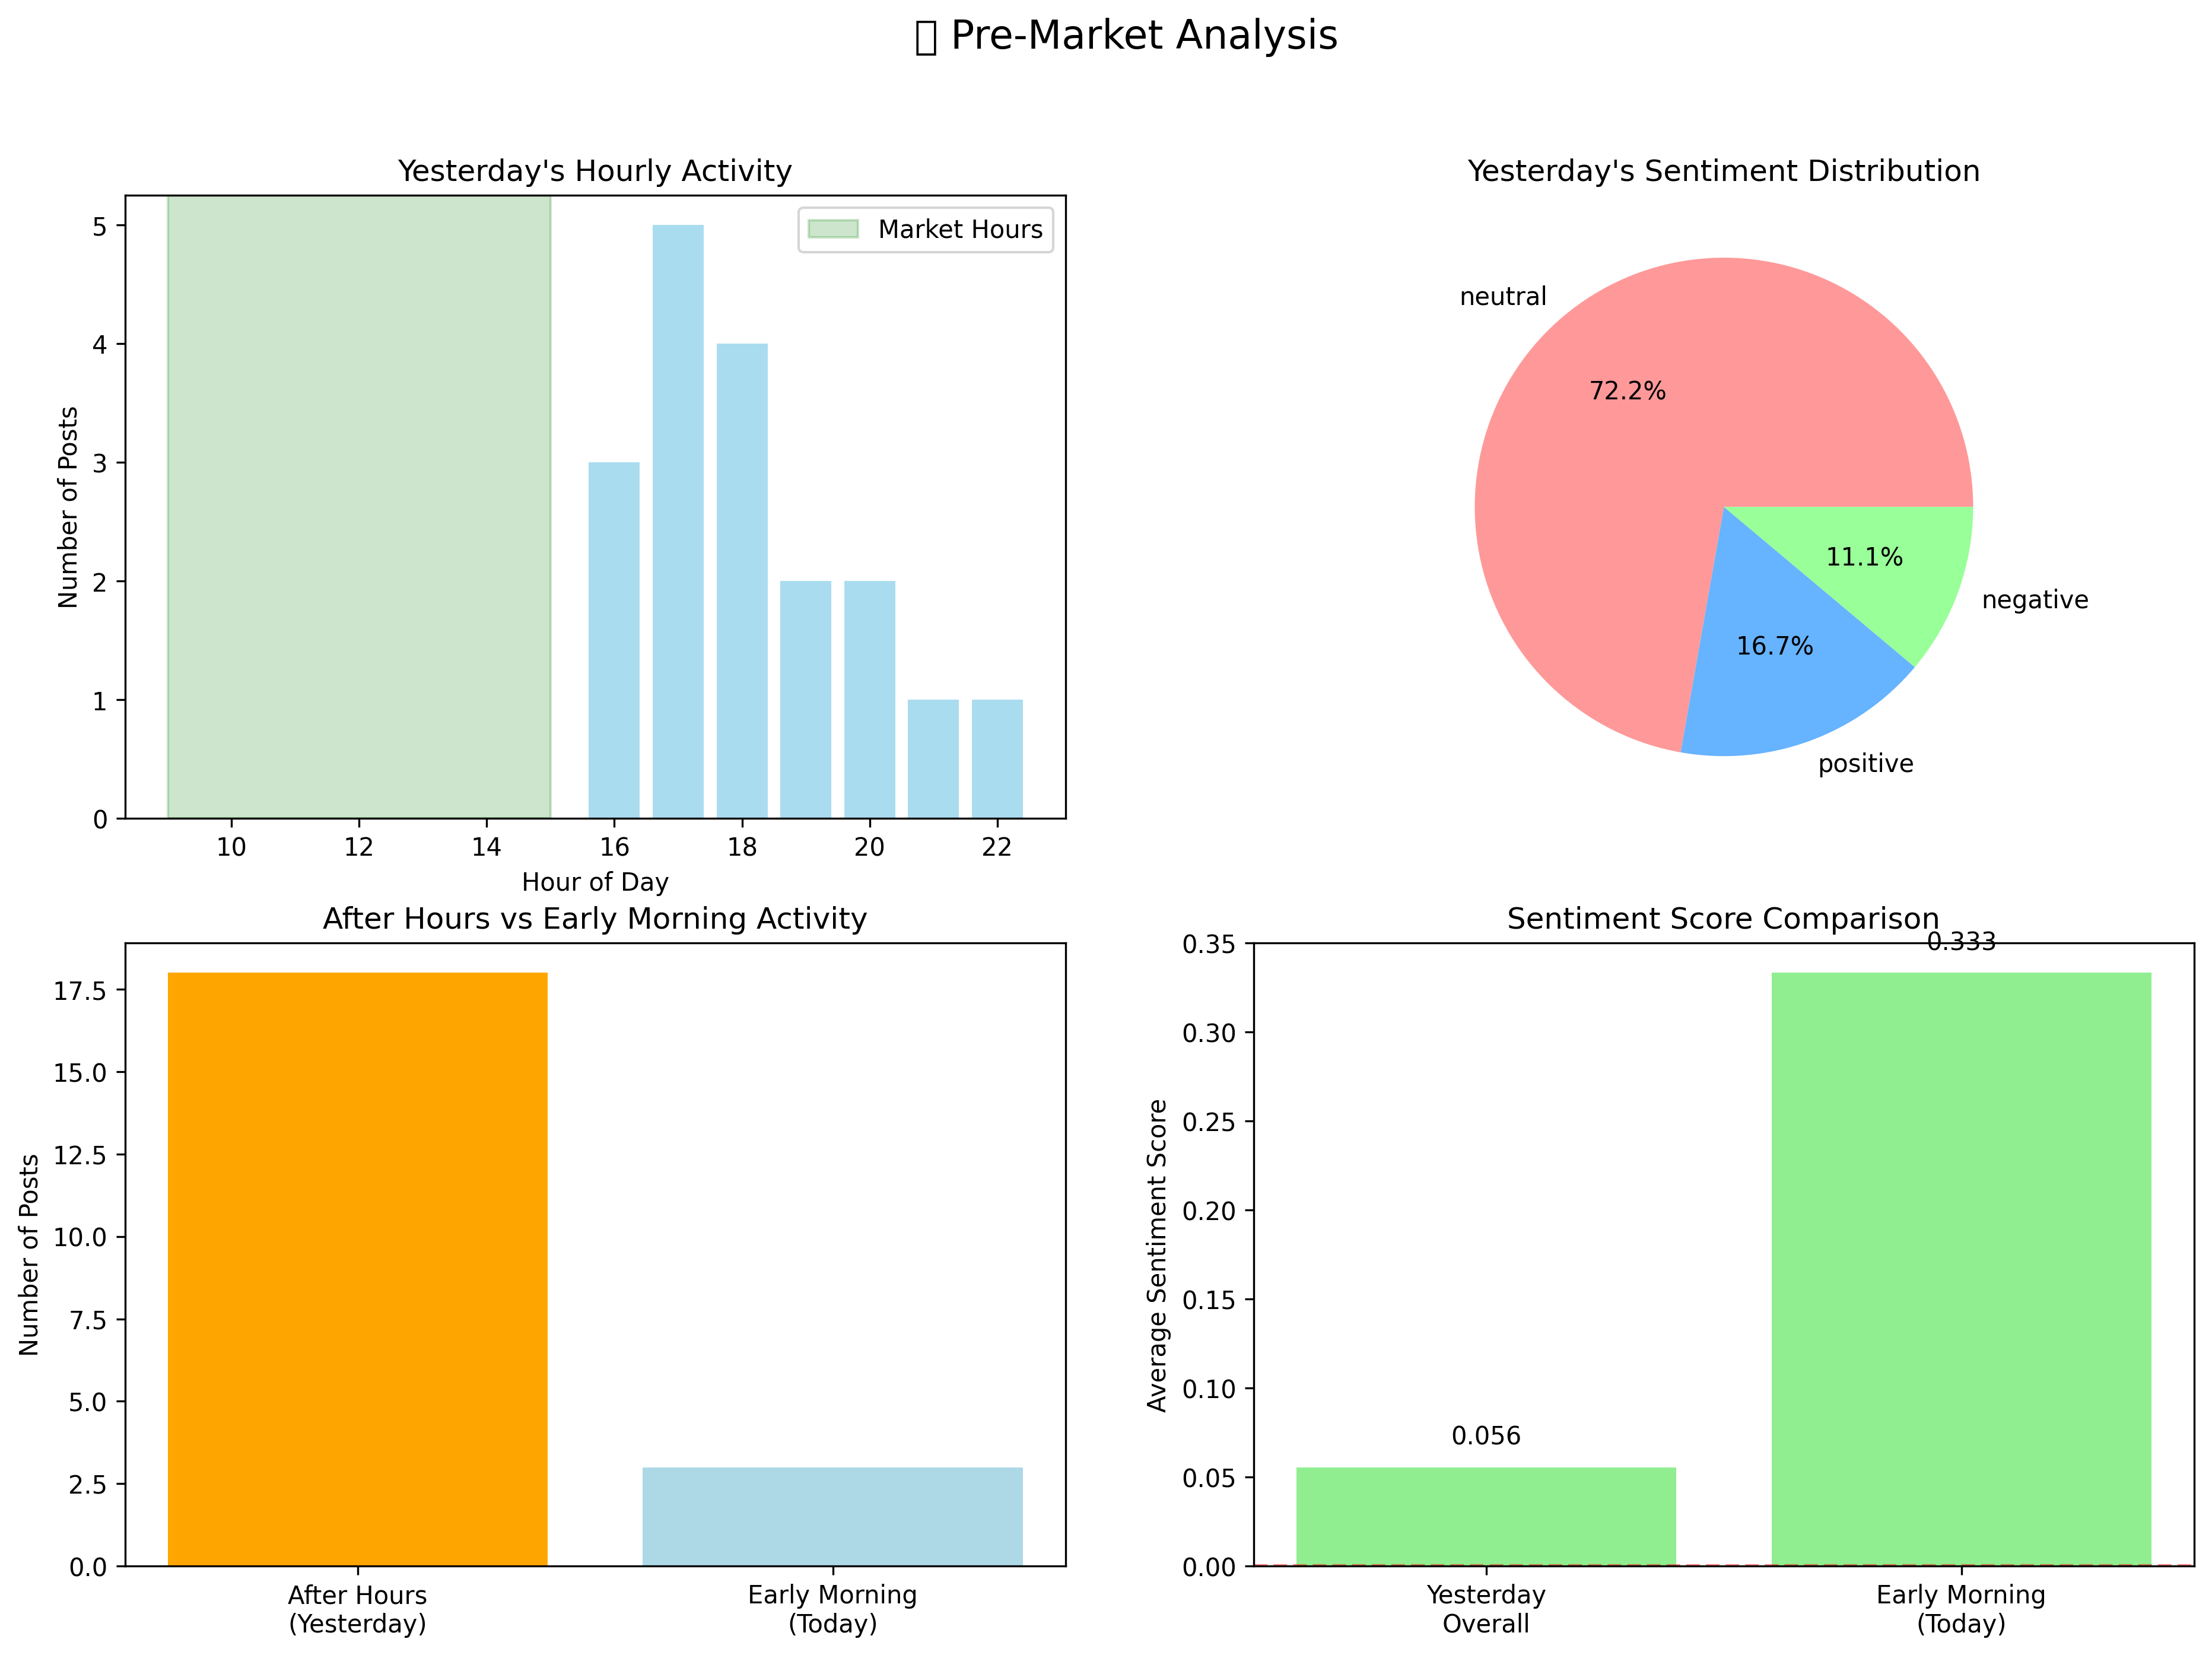 Pre-Market Analysis
Yesterday's Hourly Activity
Market Hours
Number of Posts
5
4
3
2
1
0
10 12 14 16 18 20 22
Hour of Day
Yesterday's Sentiment Distribution
neutral
72.2%
11.1%
negative
16.7%
positive
After Hours vs Early Morning Activity
Number of Posts
17.5
15.0
12.5
10.0
7.5
5.0
2.5
0.0
After Hours
(Yesterday)
Early Morning
(Today)
Sentiment Score Comparison
0.333
Average Sentiment Score
0.35
0.30
0.25
0.20
0.15
0.10
0.05
0.00
0.056
Yesterday
Overall
Early Morning
(Today)